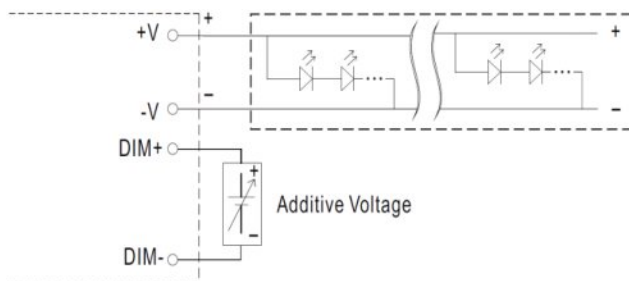 +V
+
+
-V
–
–
DIM+
+
Additive Voltage
–
DIM-